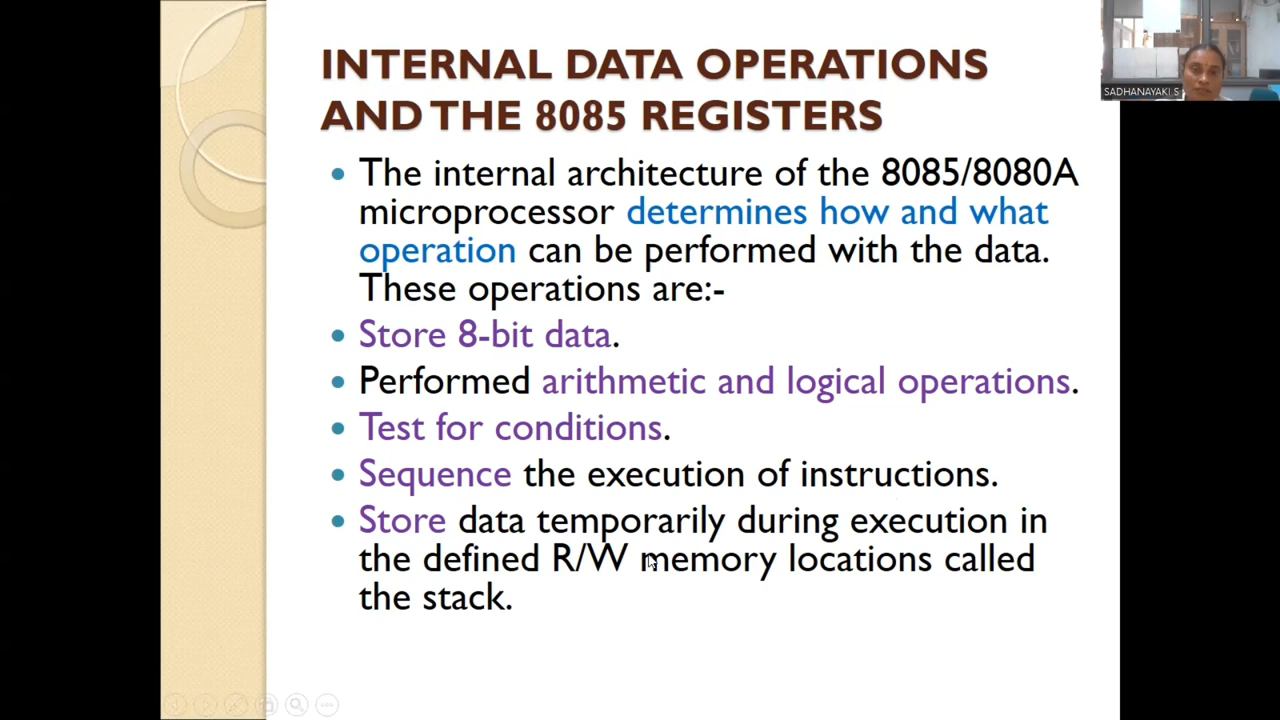 INTERNAL DATA OPERATIONS
AND THE 8085 REGISTERS
SADHANAYAKI.S
• The internal architecture of the 8085/8080A
microprocessor determines how and what
operation can be performed with the data.
These operations are:-
• Store 8-bit data.
• Performed arithmetic and logical operations.
• Test for conditions.
• Sequence the execution of instructions.
• Store data temporarily during execution in
the defined R/W memory locations called
the stack.